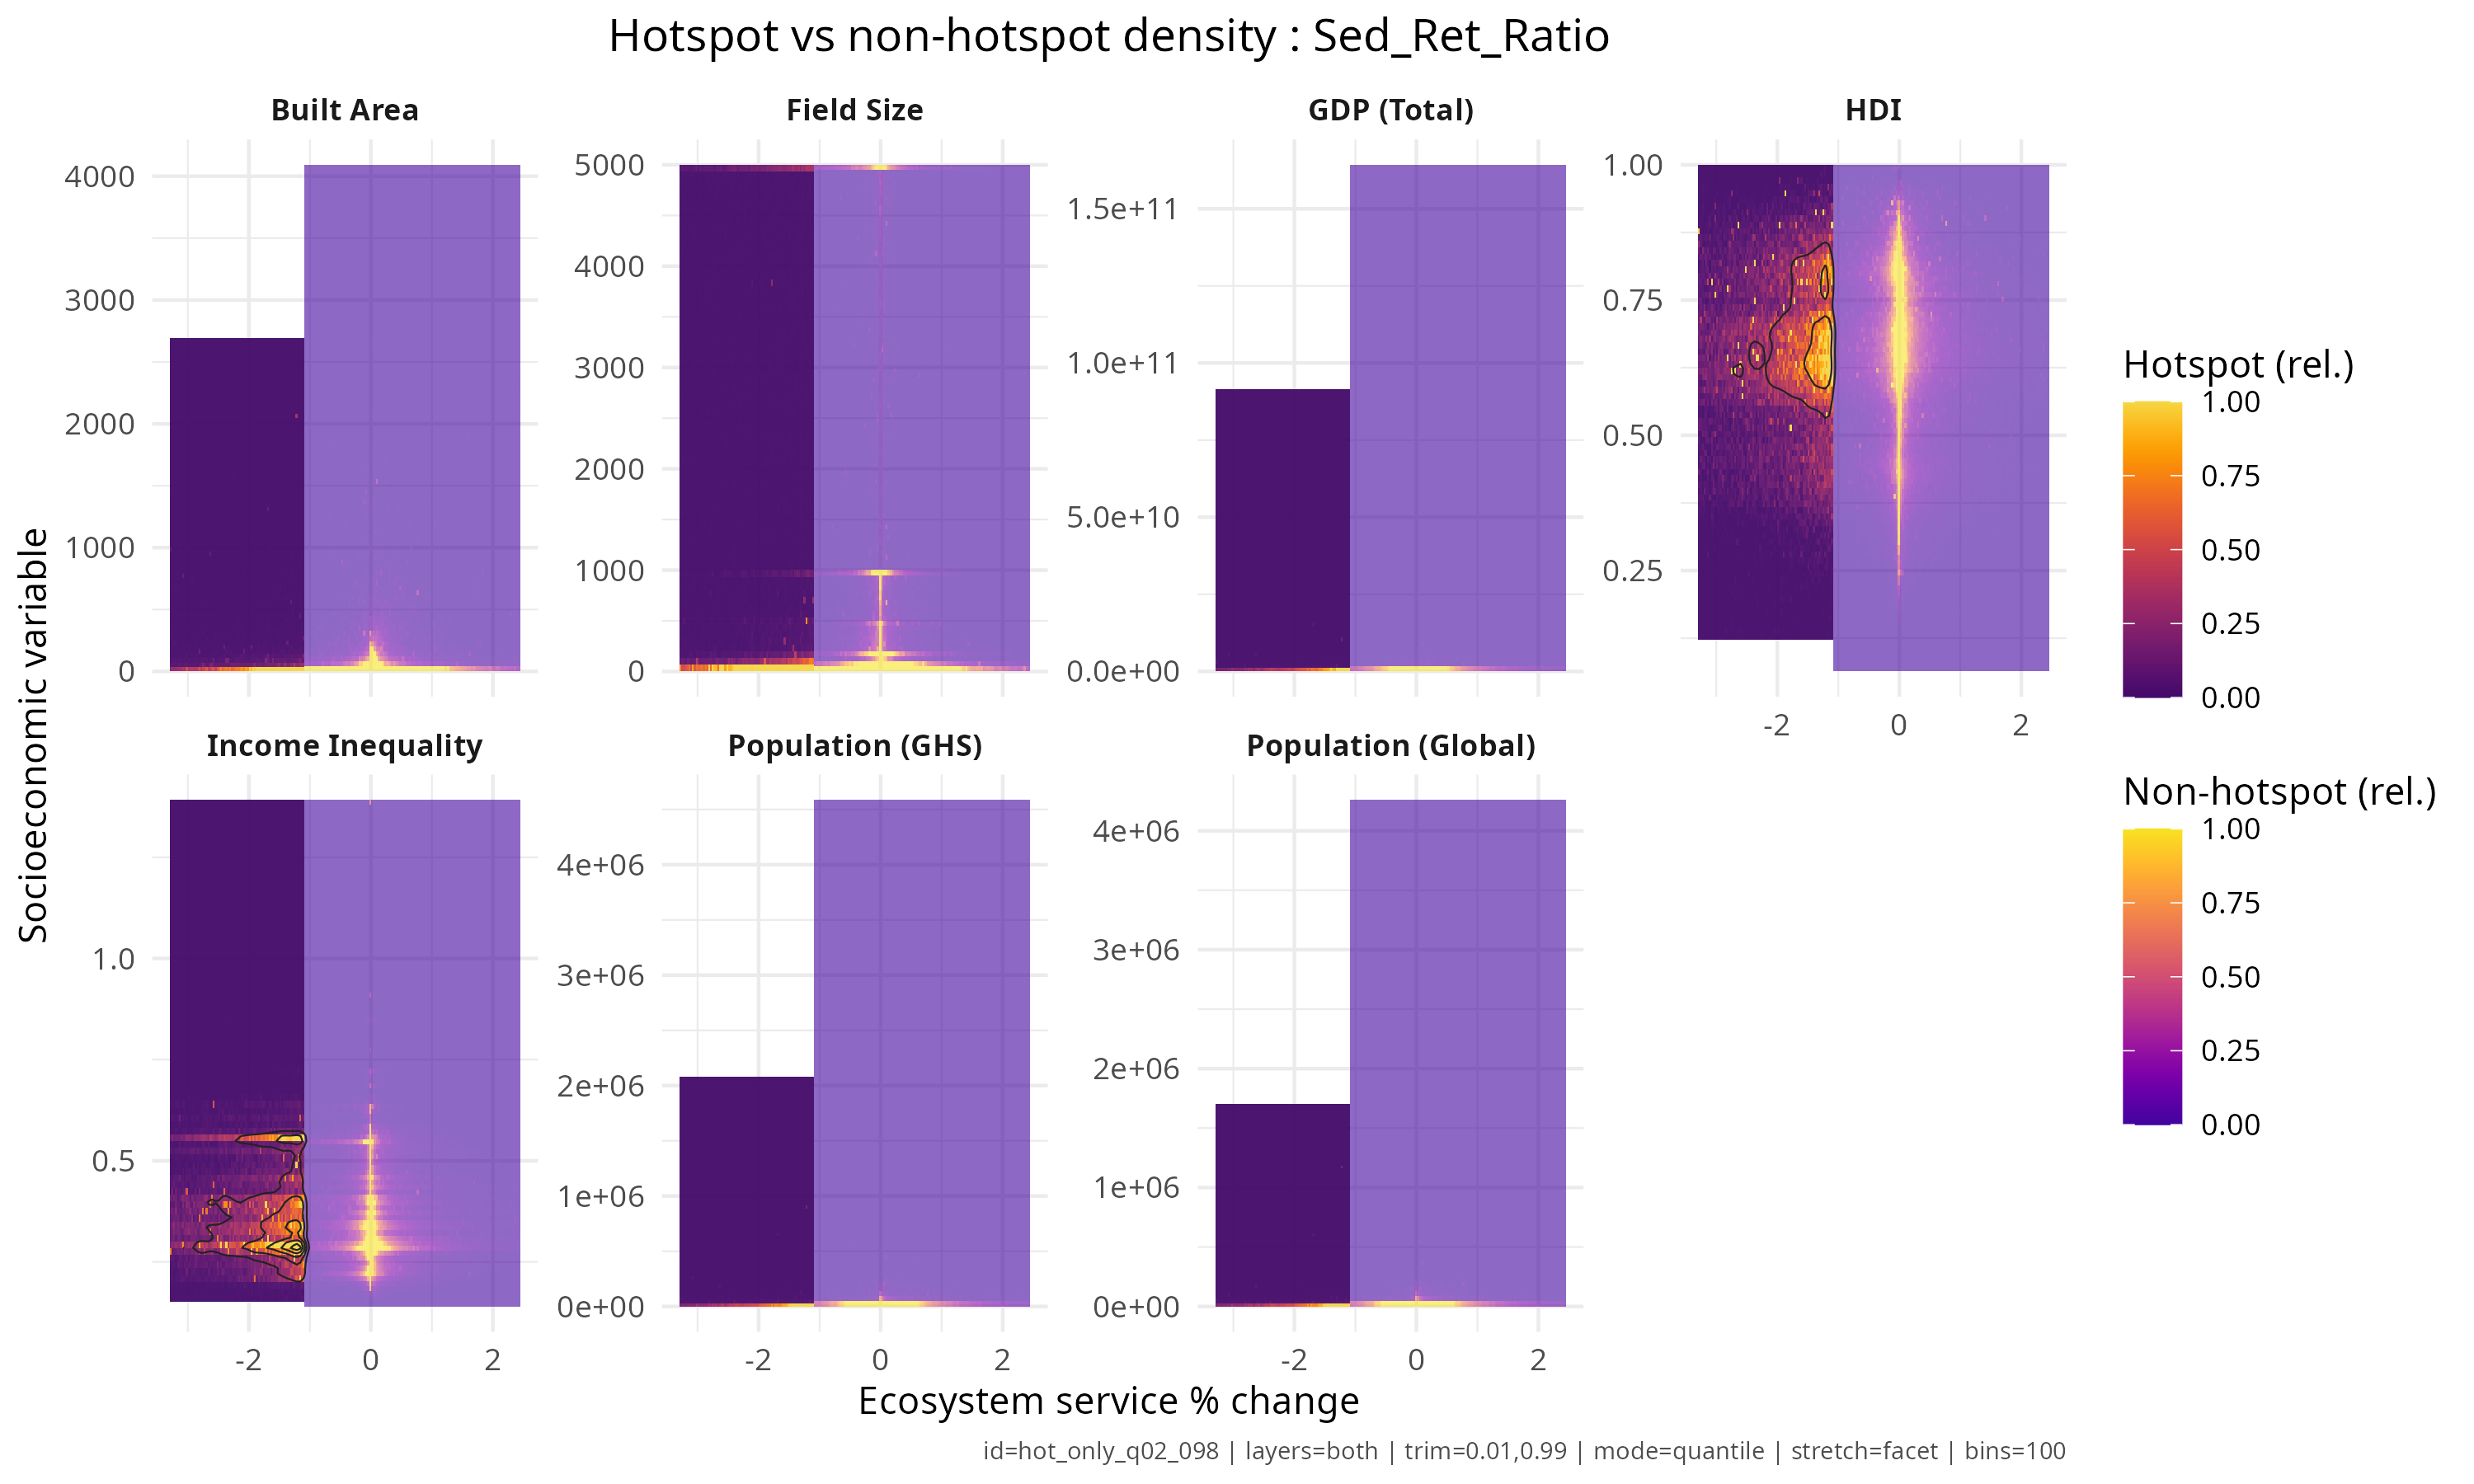 Hotspot vs non-hotspot density : Sed_Ret_Ratio
Built Area
Field Size
GDP (Total)
HDI
4000
3000
2000
1000
0
5000
4000
3000
2000
1000
0
1.5e+11
1.0e+11
5.0e+10
0.0e+00
1.00
0.75
0.50
0.25
-2 0 2
Income Inequality
Population (GHS)
Population (Global)
1.0
0.5
4e+06
3e+06
2e+06
1e+06
0e+00
4e+06
3e+06
2e+06
1e+06
0e+00
-2 0 2
-2 0 2
-2 0 2
Socioeconomic variable
Ecosystem service % change
Hotspot (rel.)
1.00
0.75
0.50
0.25
0.00
Non-hotspot (rel.)
1.00
0.75
0.50
0.25
0.00
id=hot_only_q02_098 | layers=both | trim=0.01,0.99 | mode=quantile | stretch=facet | bins=100